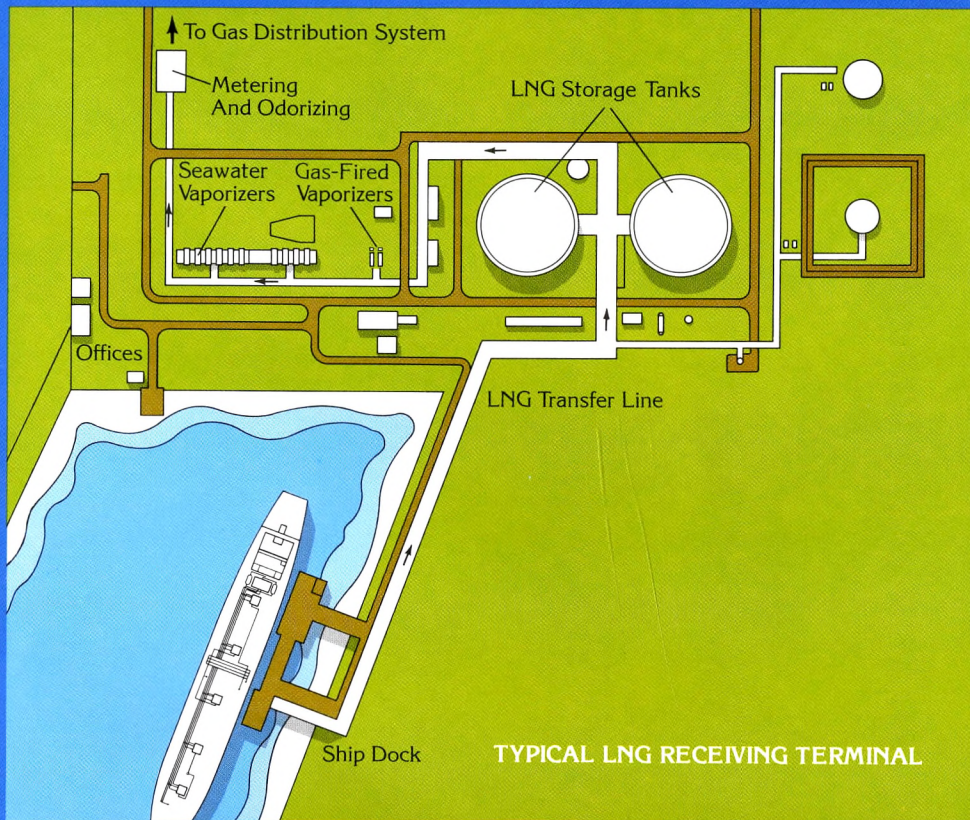 To Gas Distribution System
Metering
And Odorizing
LNG Storage Tanks
Seawater
Vaporizers
Gas-Fired
Vaporizers
Offices
LNG Transfer Line
Ship Dock
TYPICAL LNG RECEIVING TERMINAL